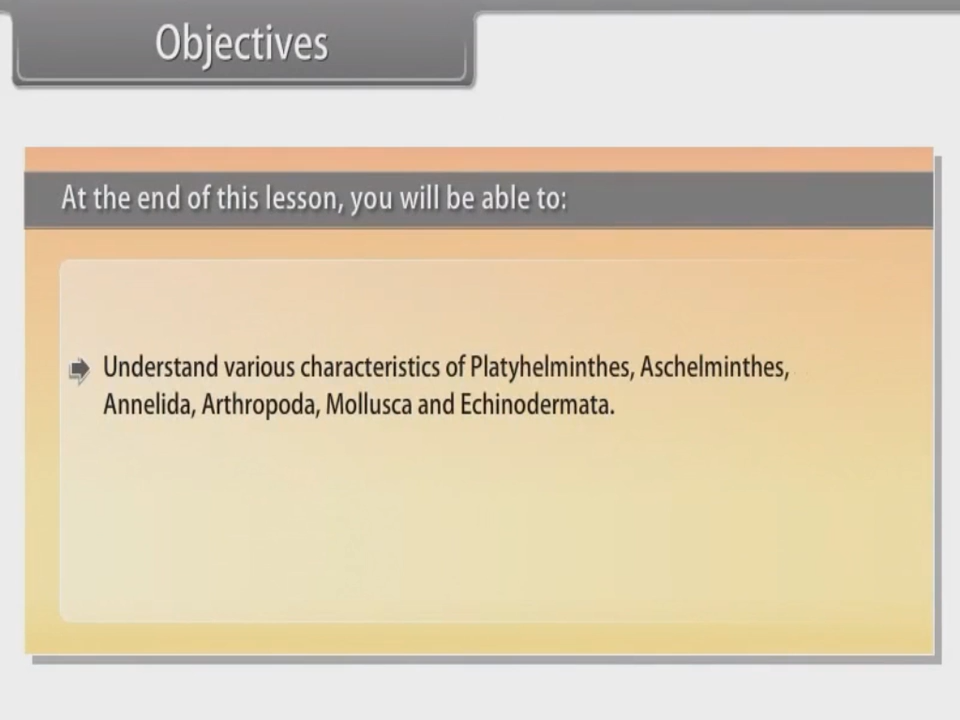 Objectives
At the end of this lesson, you will be able to:
Understand various characteristics of Platyhelminthes, Aschelminthes,
Annelida, Arthropoda, Mollusca and Echinodermata.